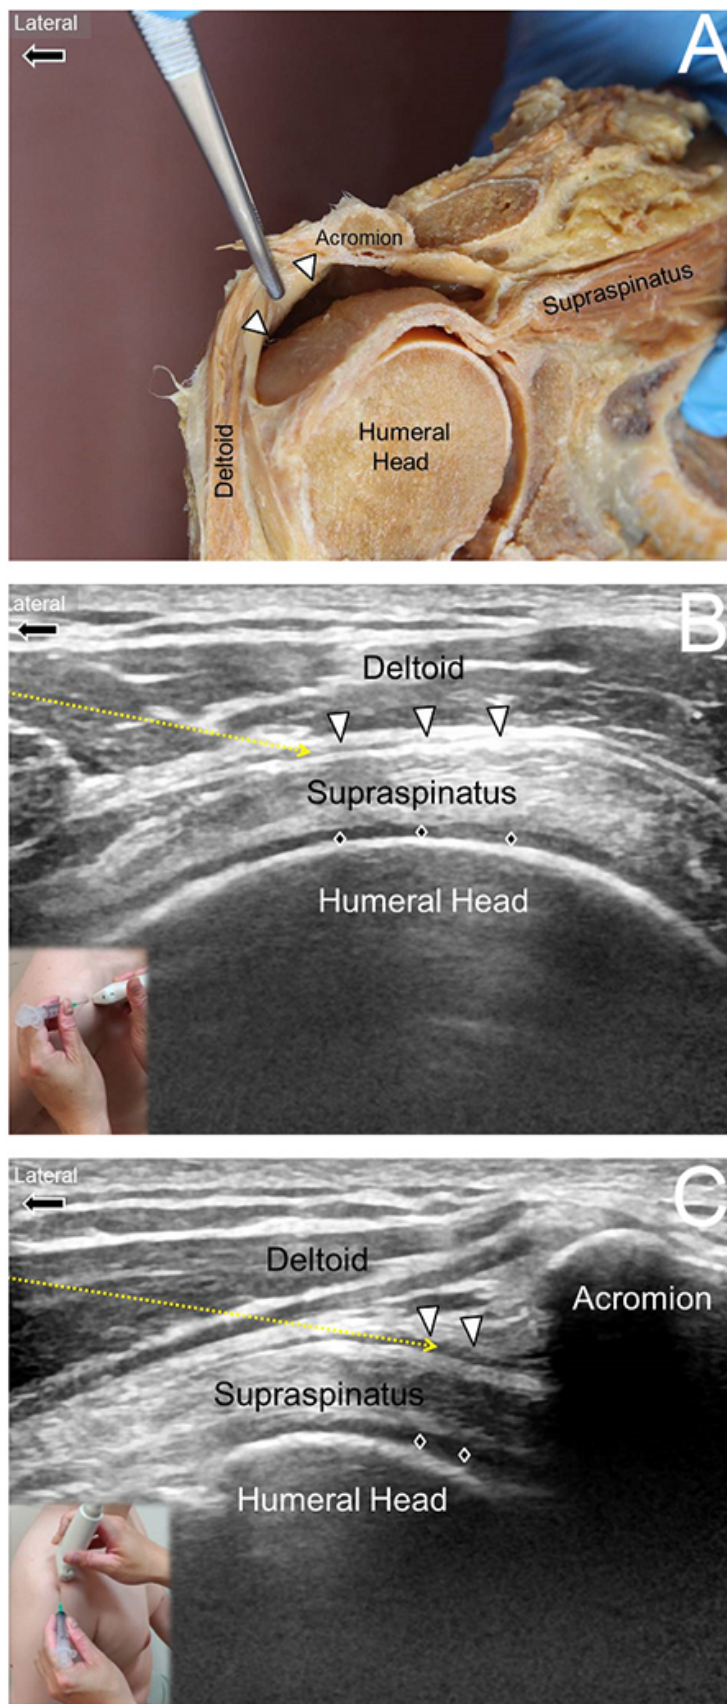 Lateral
A
Acromion
Supraspinatus
Humeral
Head
Deltoid
Lateral
B
Deltoid
Supraspinatus
Humeral Head
Lateral
C
Deltoid
Acromion
Supraspinatus
Humeral Head